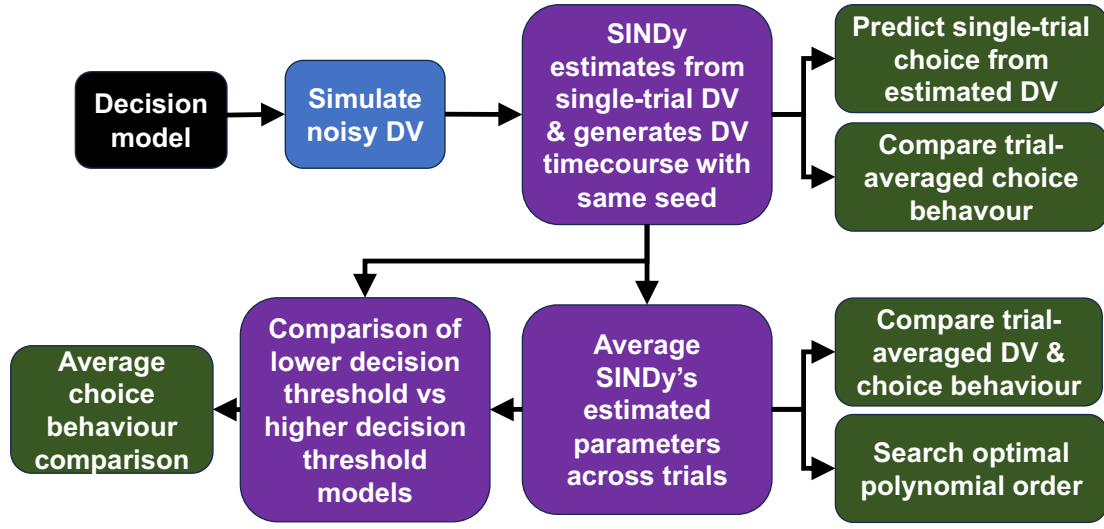 Decision
model
Simulate
noisy DV
SINDy
estimates from
single-trial DV
& generates DV
timecourse with
same seed
Predict single-trial
choice from
estimated DV
Compare trial-
averaged choice
behavour
Average
choice
behaviour
comparison
Comparison of
lower decision
threshold vs
higher decision
threshold
models
Average
SINDy’s
estimated
parameters
across trials
Compare trial-
averaged DV &
choice behaviour
Search optimal
polynomial order